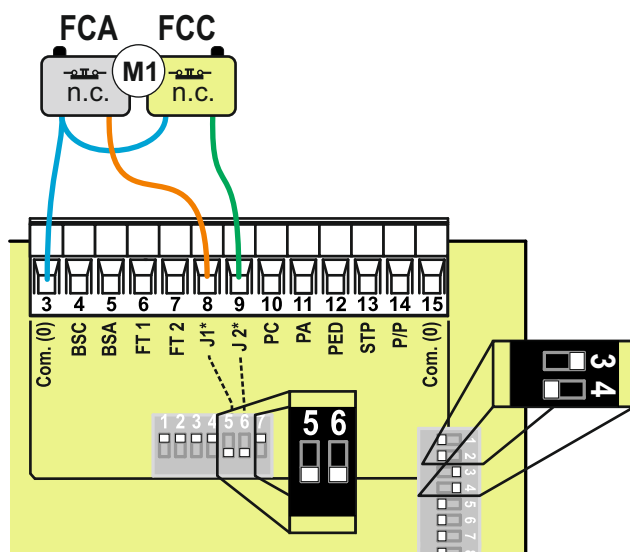 FCA FCC
M1
n.c. n.c.
3 4 5 6 7 8 9 10 11 12 13 14 15
Com. (0) BSC BSA FT 1 FT 2 J1* J 2* PC PA PED STP P/P Com. (0)
3
4
1 2 3 4 5 6 7
5 6
1
2
3
4
5
6
7
8